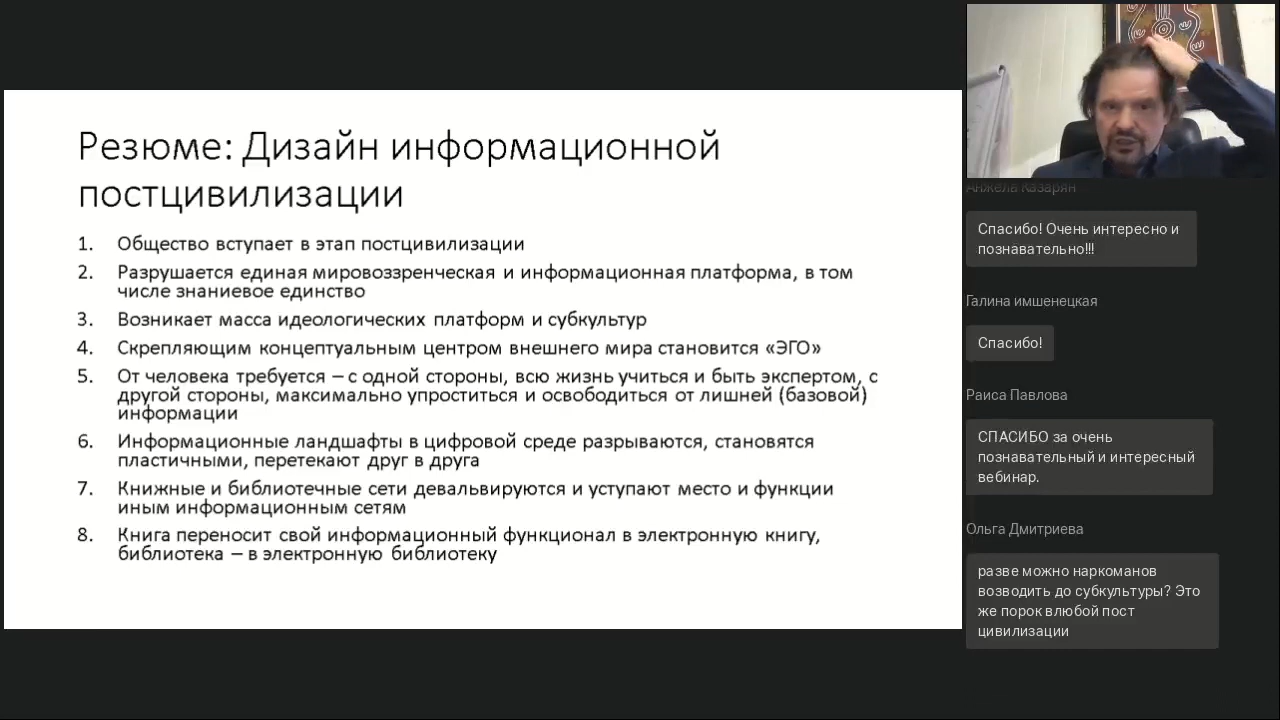 Резюме: Дизайн информационной
постцивилизации
1. Общество вступает в этап постцивилизации
2. Разрушается единая мировоззренческая и информационная платформа, в том
числе знаниевое единство
3. Возникает масса идеологических платформ и субкультур
4. Скрепляющим концептуальным центром внешнего мира становится «ЭГО»
5. От человека требуется – с одной стороны, всю жизнь учиться и быть экспертом, с
другой стороны, максимально упроститься и освободиться от лишней (базовой)
информации
6. Информационные ландшафты в цифровой среде разрываются, становятся
пластичными, перетекают друг в друга
7. Книжные и библиотечные сети девальвируются и уступают место и функции
иным информационным сетям
8. Книга переносит свой информационный функционал в электронную книгу,
библиотека – в электронную библиотеку
Анжела Казарян
Спасибо! Очень интересно и
познавательно!!!
Галина имшенецкая
Спасибо!
Раиса Павлова
СПАСИБО за очень
познавательный и интересный
вебинар.
Ольга Дмитриева
разве можно наркоманов
возводить до субкультуры? Это
же порок влюбой пост
цивилизации